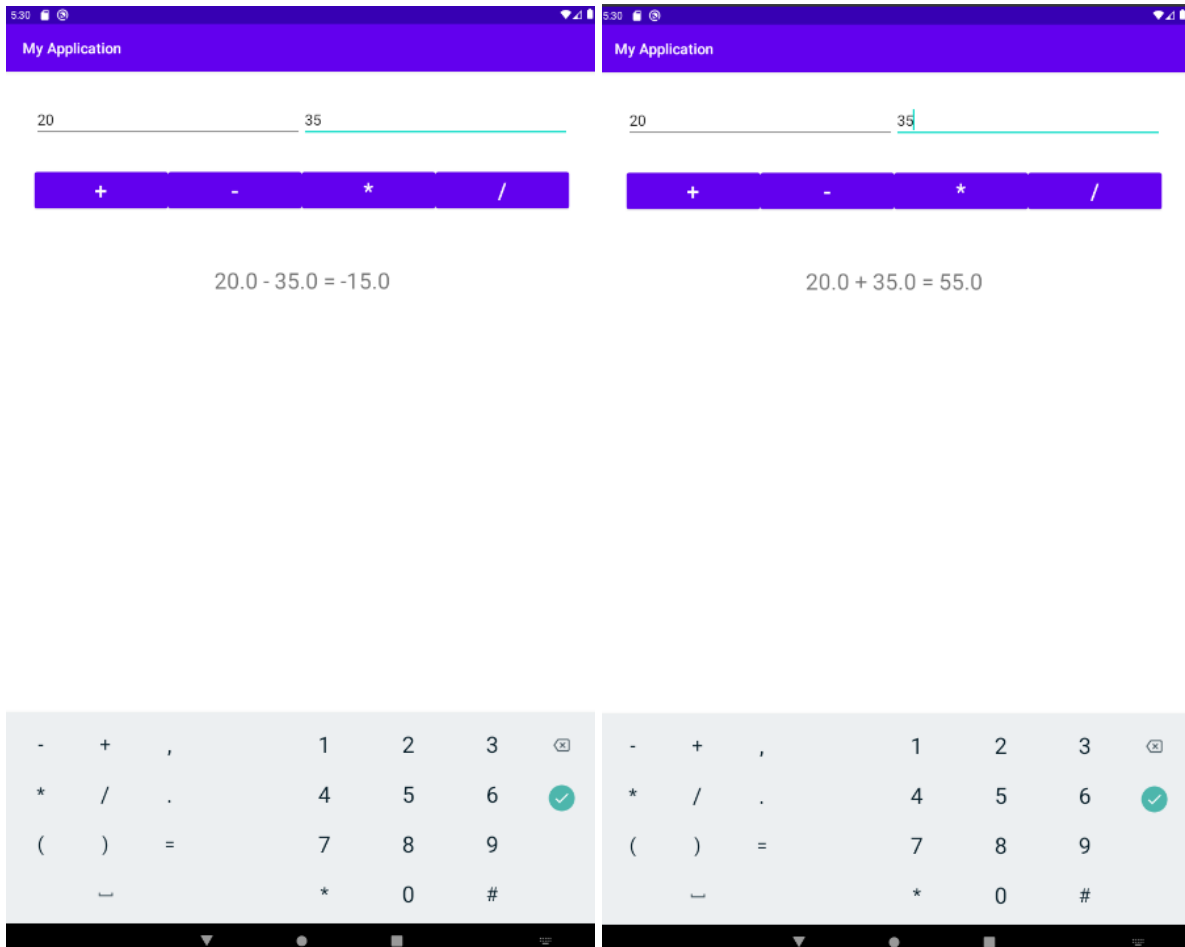 5:30
My Application
20 35
+ - * /
20.0 - 35.0 = -15.0
- + , 1 2 3
* / . 4 5 6
( ) = 7 8 9
* 0 #
5:30
My Application
20 35
+ - * /
20.0 + 35.0 = 55.0
- + , 1 2 3
* / . 4 5 6
( ) = 7 8 9
* 0 #